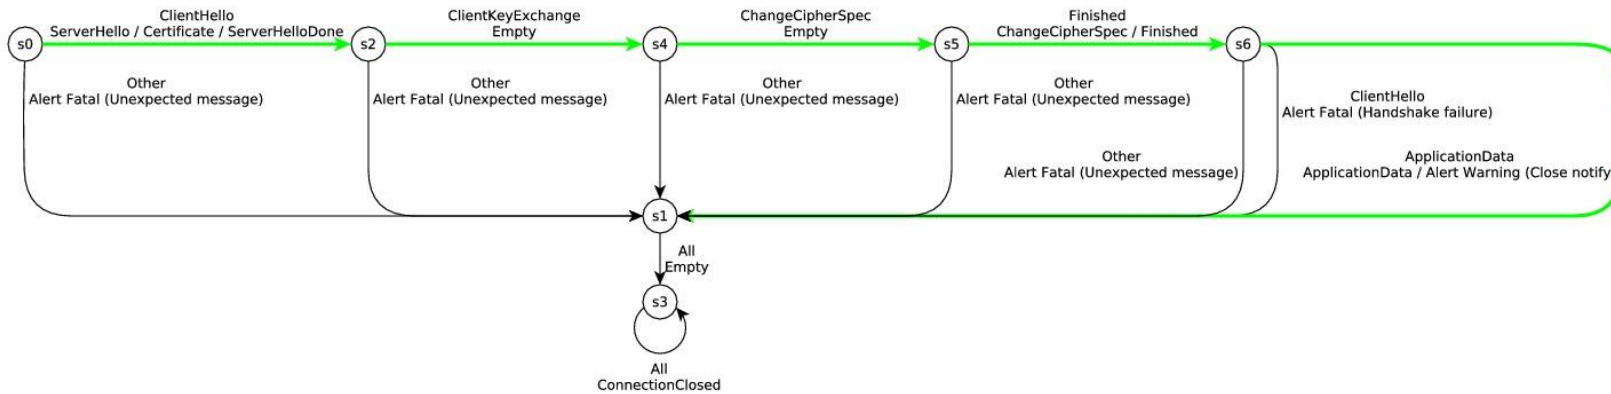 ClientHello
ServerHello / Certificate / ServerHelloDone
ClientKeyExchange
Empty
ChangeCipherSpec
Empty
Finished
ChangeCipherSpec / Finished
s0
s2
s4
s5
s6
Other
Alert Fatal (Unexpected message)
Other
Alert Fatal (Unexpected message)
Other
Alert Fatal (Unexpected message)
Other
Alert Fatal (Unexpected message)
ClientHello
Alert Fatal (Handshake failure)
Other
Alert Fatal (Unexpected message)
ApplicationData
ApplicationData / Alert Warning (Close notify
s1
All
Empty
s3
All
ConnectionClosed